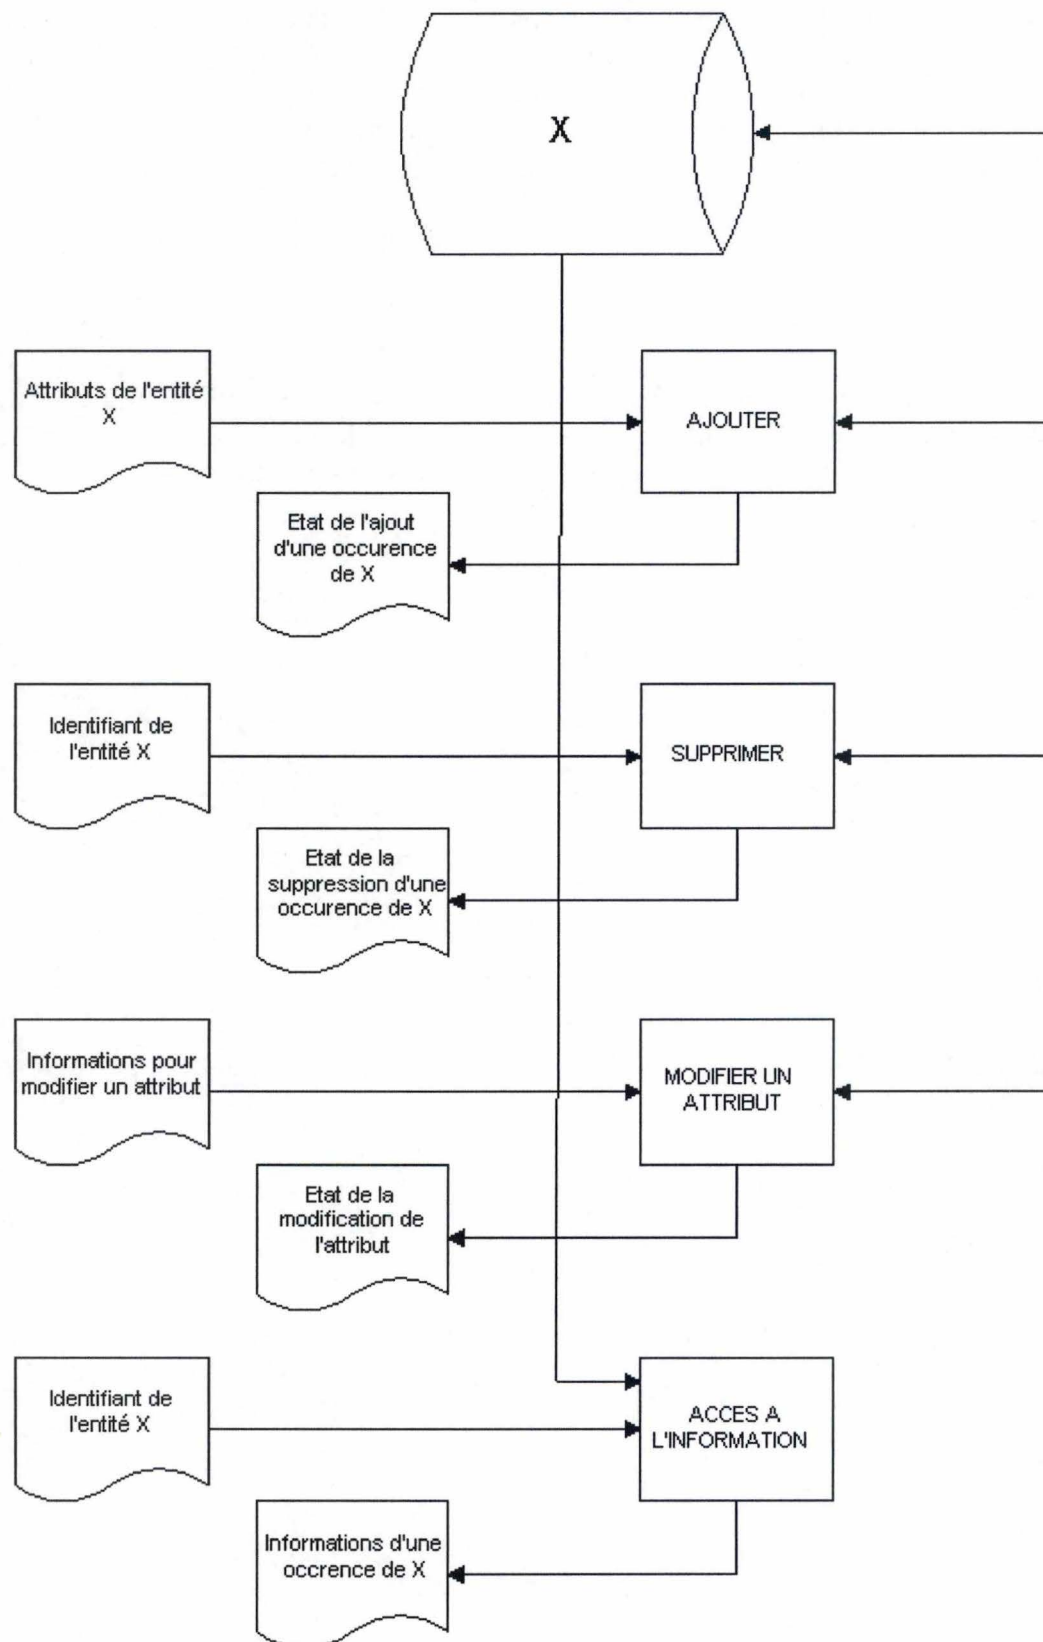 X
Attributs de l'entité
X
AJOUTER
Etat de l'ajout
d'une occurence
de X
Identifiant de
l'entité X
SUPPRIMER
Etat de la
suppression d'une
occurence de X
Informations pour
modifier un attribut
MODIFIER UN
ATTRIBUT
Etat de la
modification de
l'attribut
Identifiant de
l'entité X
ACCES A
L'INFORMATION
Informations d'une
occrence de X